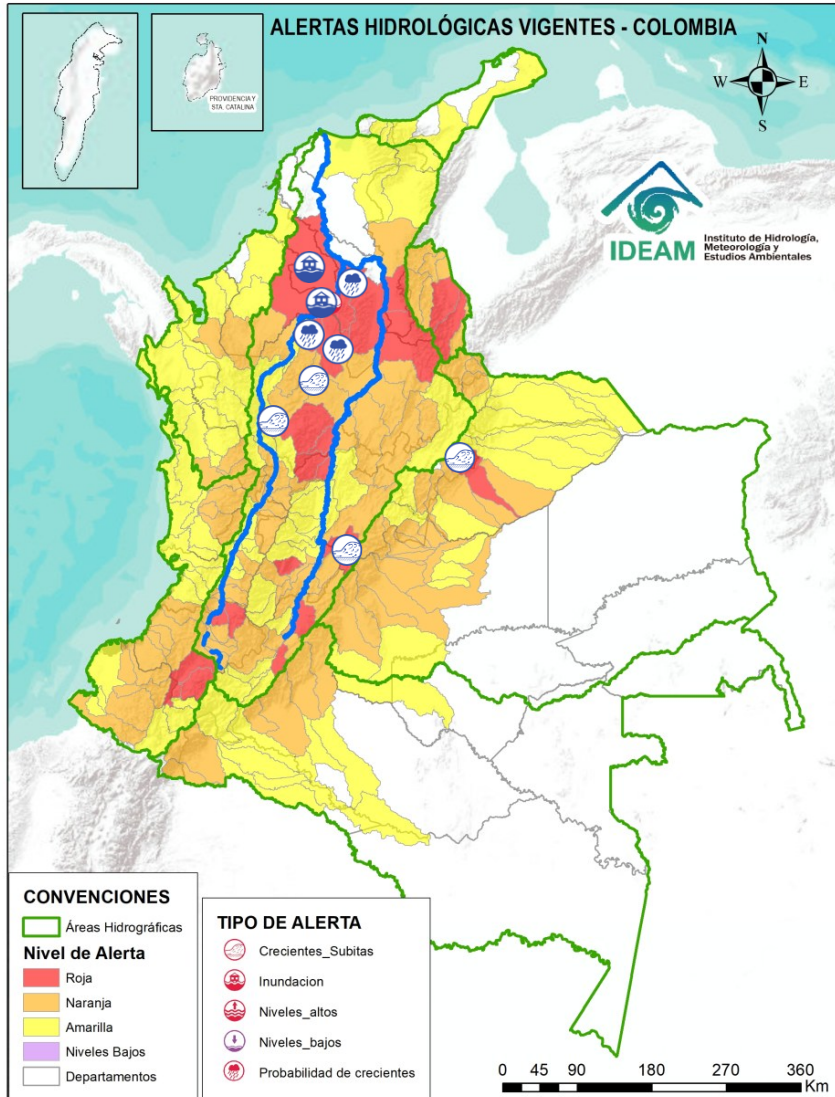 ALERTAS HIDROLÓGICAS VIGENTES - COLOMBIA
PROVIDENCIA Y
STA. CATALINA
N
W
E
S
IDEAM
Instituto de Hidrología,
Meteorología y
Estudios Ambientales
CONVENCIONES
Áreas Hidrográficas
Nivel de Alerta
Roja
Naranja
Amarilla
Niveles Bajos
Departamentos
TIPO DE ALERTA
Crecientes_Subitas
Inundacion
Niveles_altos
Niveles_bajos
Probabilidad de crecientes
0 45 90 180 270 360
Km